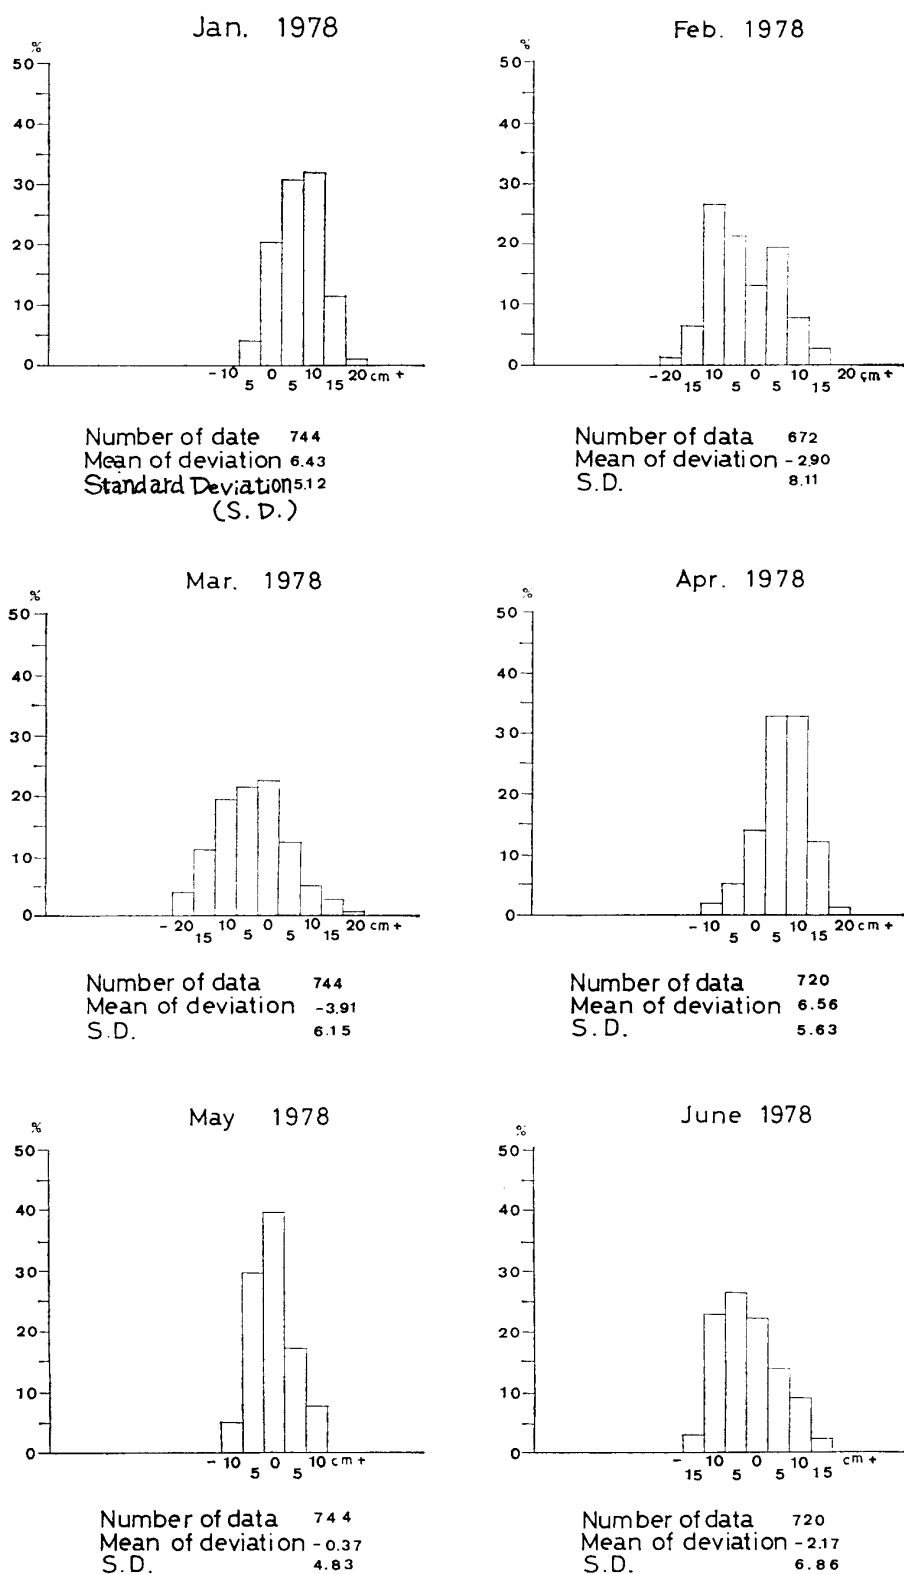 Jan. 1978
%
50
40
30
20
10
0
-10 5 0 5 10 15 20 cm +
Number of date 744
Mean of deviation 6.43
Standard Deviation 5.12
(S.D.)
Feb. 1978
%
50
40
30
20
10
0
-20 15 10 5 0 5 10 15 20 cm +
Number of data 672
Mean of deviation -2.90
S.D. 8.11
Mar. 1978
%
50
40
30
20
10
0
-20 15 10 5 0 5 10 15 20 cm +
Number of data 744
Mean of deviation -3.91
S.D. 6.15
Apr. 1978
%
50
40
30
20
10
0
-10 5 0 5 10 15 20 cm +
Number of data 720
Mean of deviation 6.56
S.D. 5.63
May 1978
%
50
40
30
20
10
0
-10 5 0 5 10 cm +
Number of data 744
Mean of deviation -0.37
S.D. 4.83
June 1978
%
50
40
30
20
10
0
-15 10 5 0 5 10 15 cm +
Number of data 720
Mean of deviation -2.17
S.D. 6.86